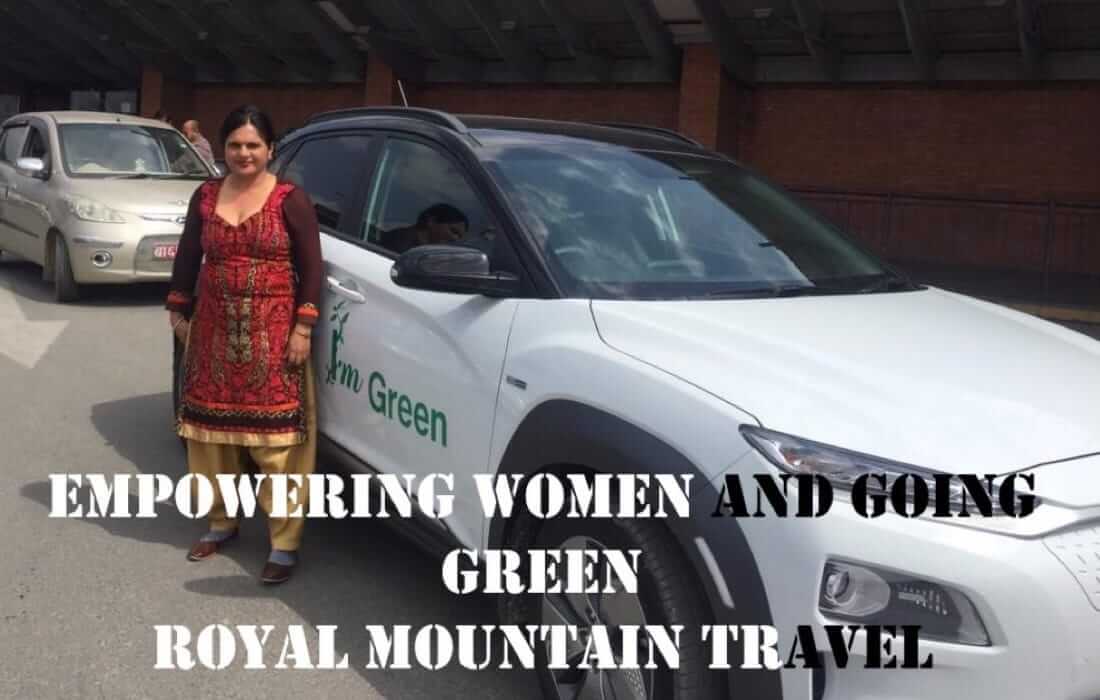 I'm Green
EMPOWERING WOMEN AND GOING
GREEN
ROYAL MOUNTAIN TRAVEL